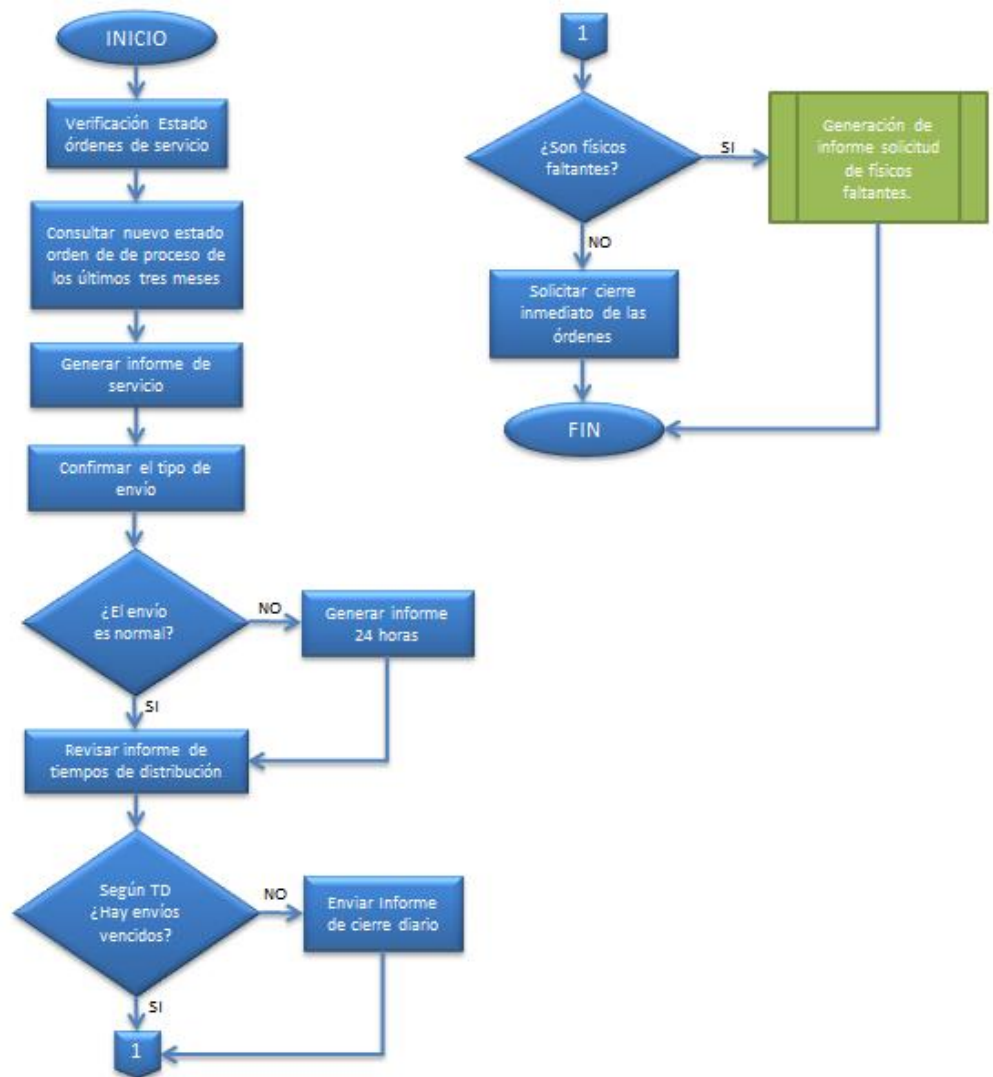 INICIO
Verificación Estado
órdenes de servicio
Consultar nuevo estado
orden de de proceso de
los últimos tres meses
Generar informe de
servicio
Confirmar el tipo de
envío
¿El envío
es normal?
NO
Generar informe
24 horas
SI
Revisar informe de
tiempos de distribución
Según TD
¿Hay envíos
vencidos?
NO
Enviar Informe
de cierre diario
SI
1
1
¿Son físicos
faltantes?
SI
Generación de
informe solicitud
de físicos
faltantes.
NO
Solicitar cierre
inmediato de las
órdenes
FIN